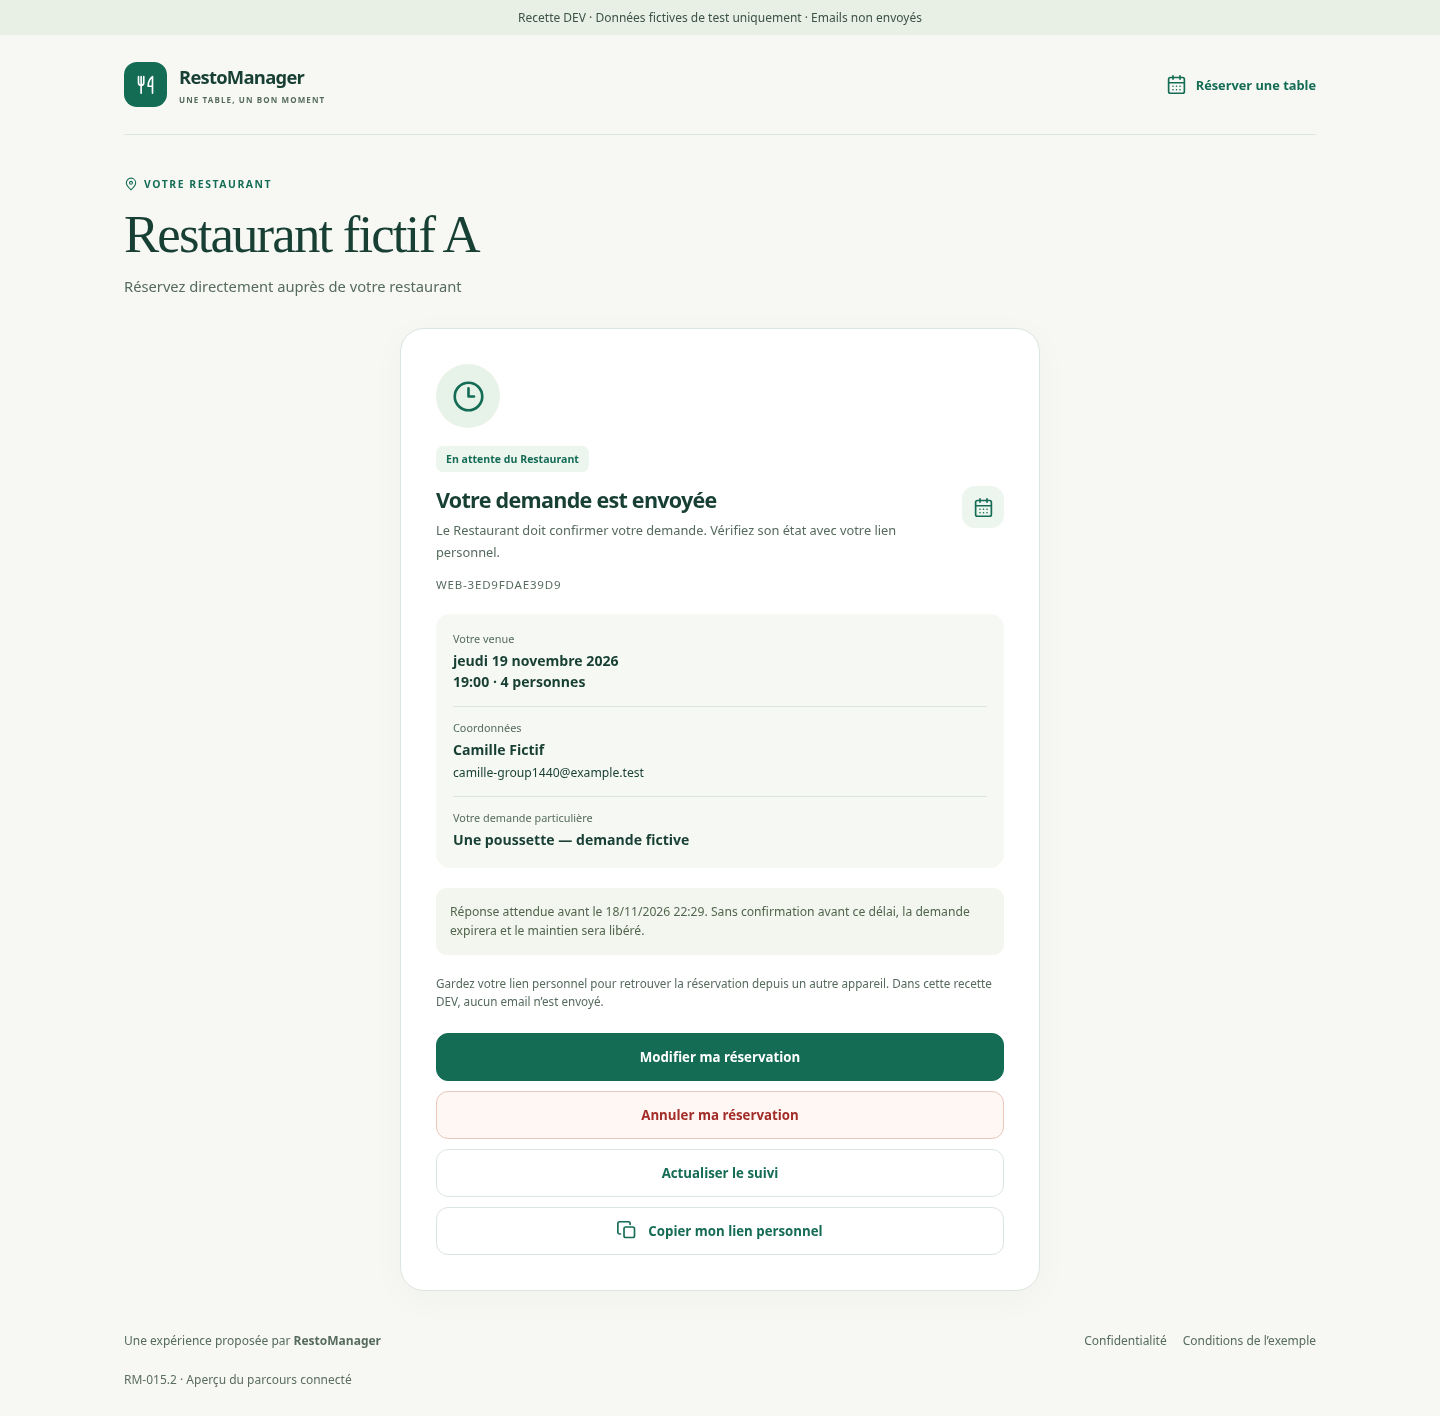 Recette DEV · Données fictives de test uniquement · Emails non envoyés
RestoManager
UNE TABLE, UN BON MOMENT
Réserver une table
VOTRE RESTAURANT
Restaurant fictif A
Réservez directement auprès de votre restaurant
En attente du Restaurant
Votre demande est envoyée
Le Restaurant doit confirmer votre demande. Vérifiez son état avec votre lien
personnel.
WEB-3ED9FDAE39D9
Votre venue
jeudi 19 novembre 2026
19:00 · 4 personnes
Coordonnées
Camille Fictif
camille-group1440@example.test
Votre demande particulière
Une poussette — demande fictive
Réponse attendue avant le 18/11/2026 22:29. Sans confirmation avant ce délai, la demande
expirera et le maintien sera libéré.
Gardez votre lien personnel pour retrouver la réservation depuis un autre appareil. Dans cette recette
DEV, aucun email n’est envoyé.
Modifier ma réservation
Annuler ma réservation
Actualiser le suivi
Copier mon lien personnel
Une expérience proposée par RestoManager
Confidentialité Conditions de l’exemple
RM-015.2 · Aperçu du parcours connecté